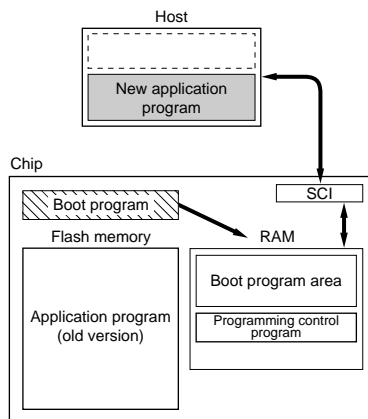 Host
New application
program
Chip
SCI
Boot program
Flash memory
RAM
Boot program area
Application program
(old version)
Programming control
program